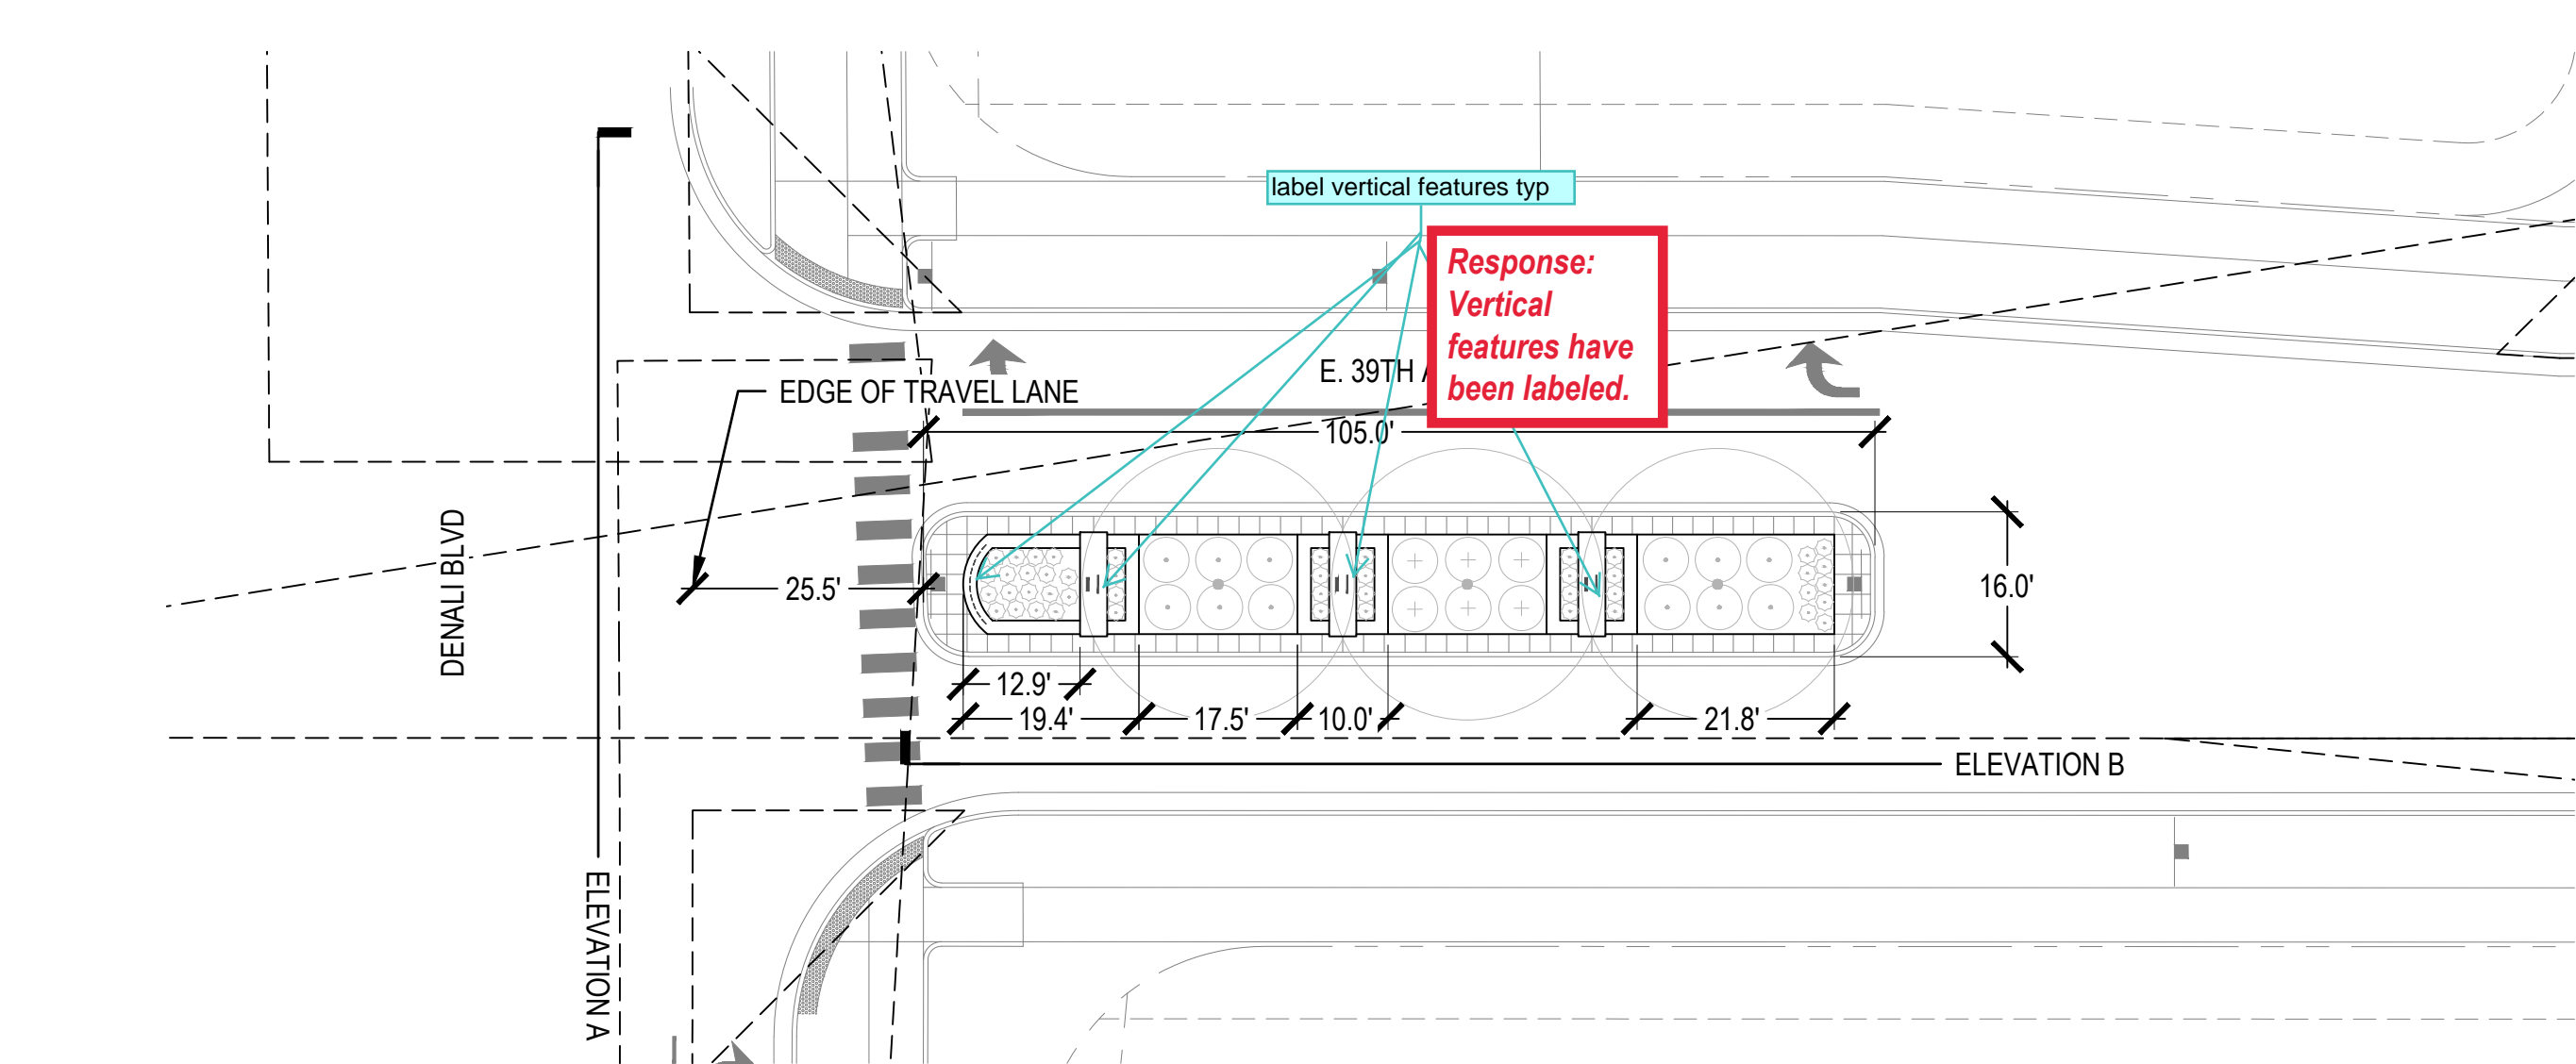 label vertical features typ
Response:
Vertical
features have
been labeled.
E. 39TH
EDGE OF TRAVEL LANE
105.0'
DENALI BLVD
25.5'
16.0'
12.9'
19.4'
17.5'
10.0'
21.8'
ELEVATION B
ELEVATION A